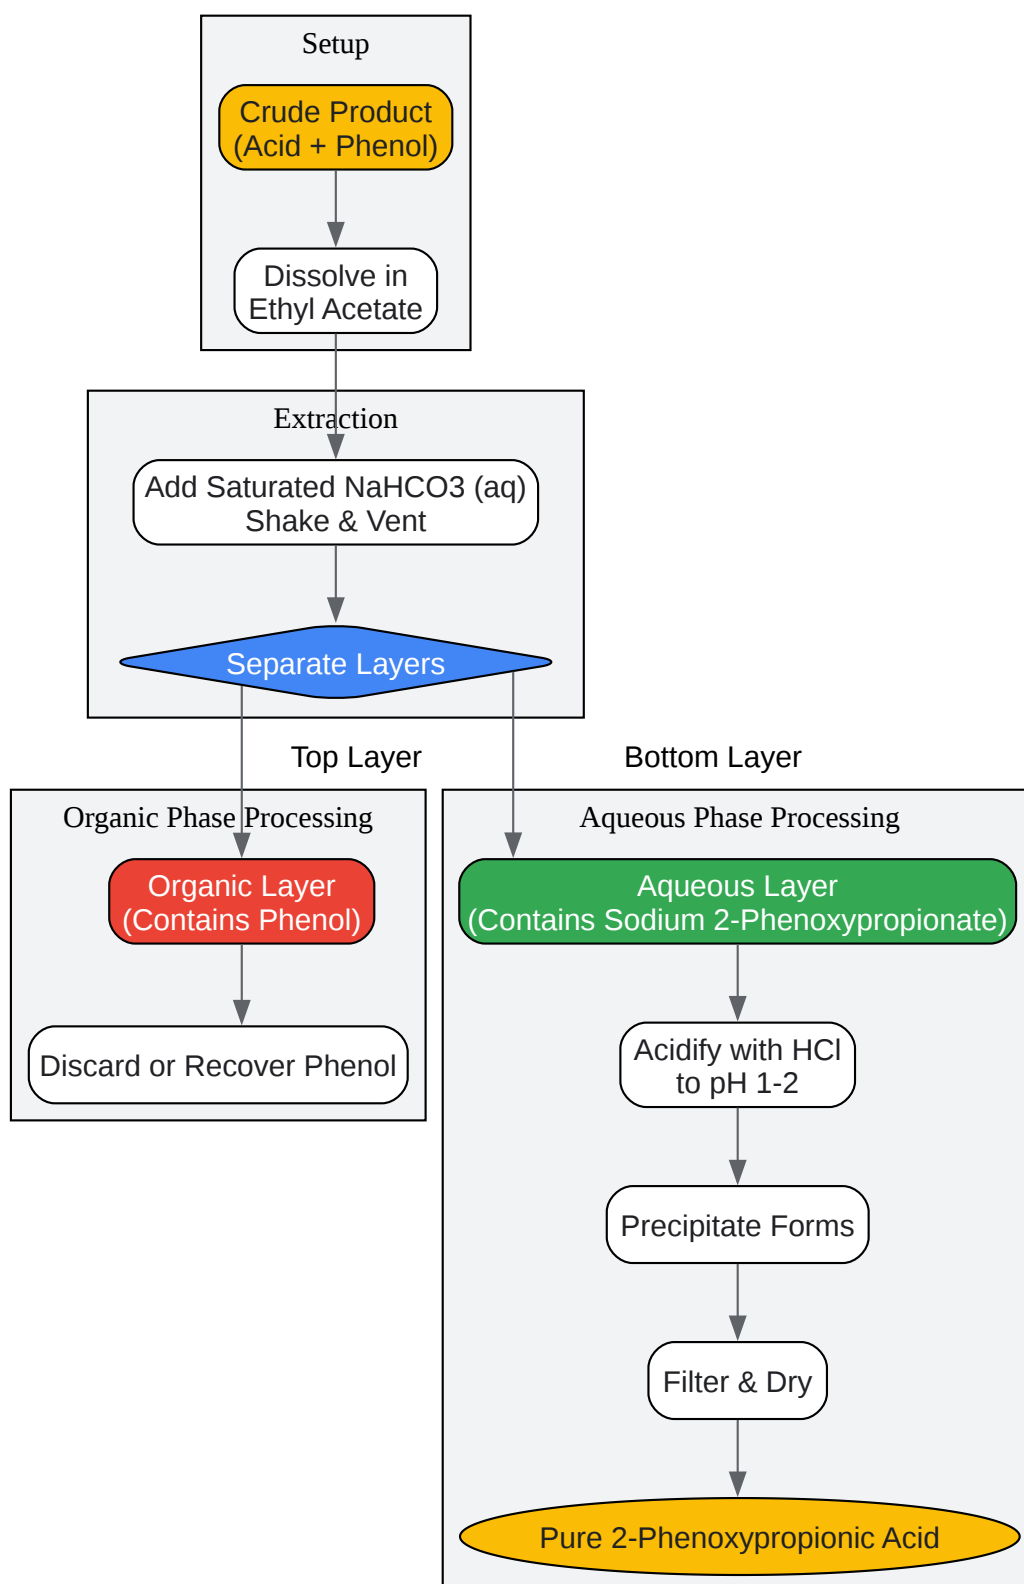 Setup
Crude Product
(Acid + Phenol)
Dissolve in
Ethyl Acetate
Extraction
Add Saturated NaHCO3 (aq)
Shake & Vent
Separate Layers
Top Layer
Bottom Layer
Organic Phase Processing
Organic Layer
(Contains Phenol)
Discard or Recover Phenol
Aqueous Phase Processing
Aqueous Layer
(Contains Sodium 2-Phenoxypropionate)
Acidify with HCl
to pH 1-2
Precipitate Forms
Filter & Dry
Pure 2-Phenoxypropionic Acid